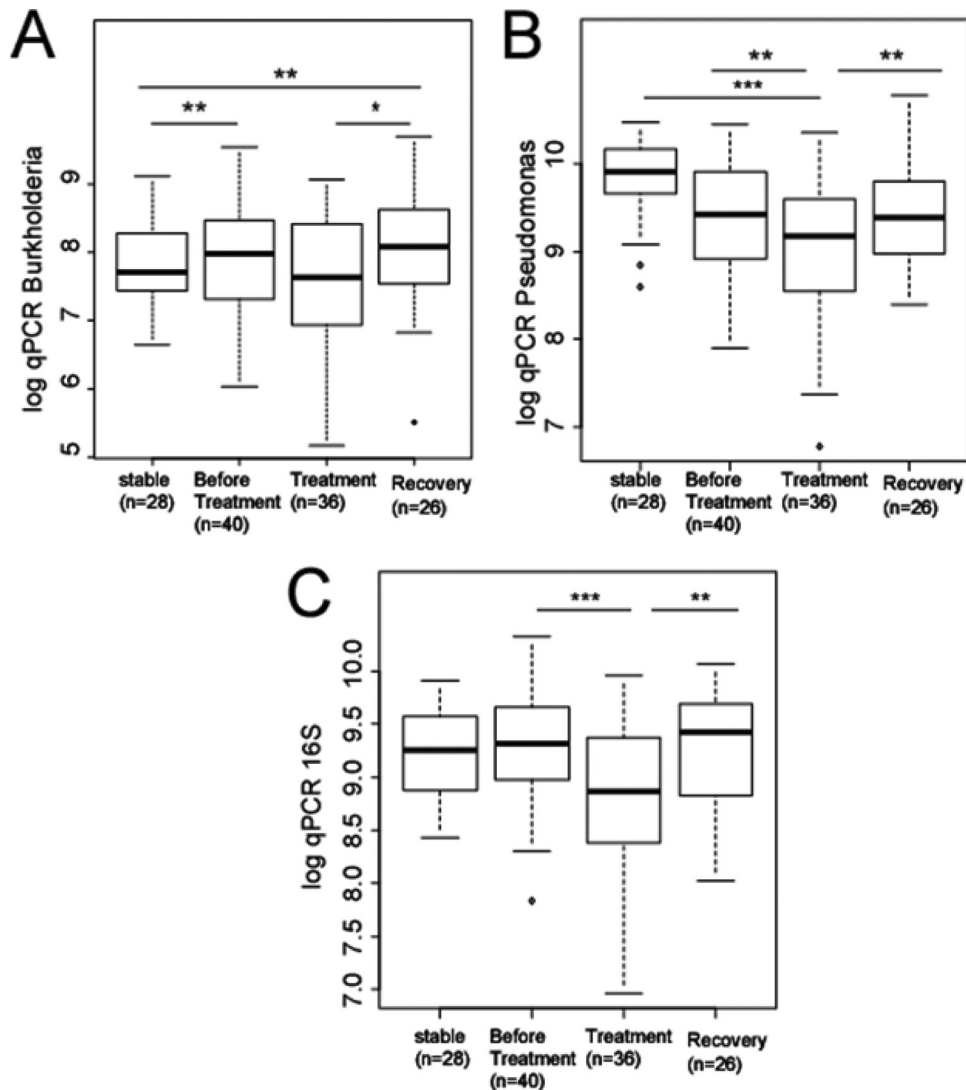 A
**
**
*
log qPCR Burkholderia
9
8
7
6
5
stable
(n=28)
Before
Treatment
(n=40)
Treatment
(n=36)
Recovery
(n=26)
B
**
**
***
log qPCR Pseudomonas
10
9
8
7
stable
(n=28)
Before
Treatment
(n=40)
Treatment
(n=36)
Recovery
(n=26)
C
***
**
log qPCR 16S
10.0
9.5
9.0
8.5
8.0
7.5
7.0
stable
(n=28)
Before
Treatment
(n=40)
Treatment
(n=36)
Recovery
(n=26)